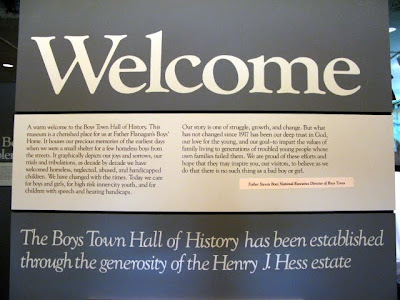 Welcome
A warm welcome to the Boys Town Hall of History. This
museum is a cherished place for us at Father Flanagan's Boys'
Home. It houses our precious memories of the earliest days
when we were a small shelter for a few homeless boys from
the streets. It graphically depicts our joys and sorrows, our
trials and tribulations, as decade by decade we have
welcomed homeless, neglected, abused, and handicapped
children. We have changed with the times. Today we care
for boys and girls, for high risk inner-city youth, and for
children with speech and hearing handicaps.
Our story is one of struggle, growth, and change. But what
has not changed since 1917 has been our deep trust in God,
our love for the young, and our goal–to impart the values of
family living to generations of troubled young people whose
own families failed them. We are proud of these efforts and
hope that they may inspire you, our visitors, to believe as we
do that there is no such thing as a bad boy or girl.
Father Steven Boes National Executive Director of Boys Town
The Boys Town Hall of History has been established
through the generosity of the Henry J. Hess estate